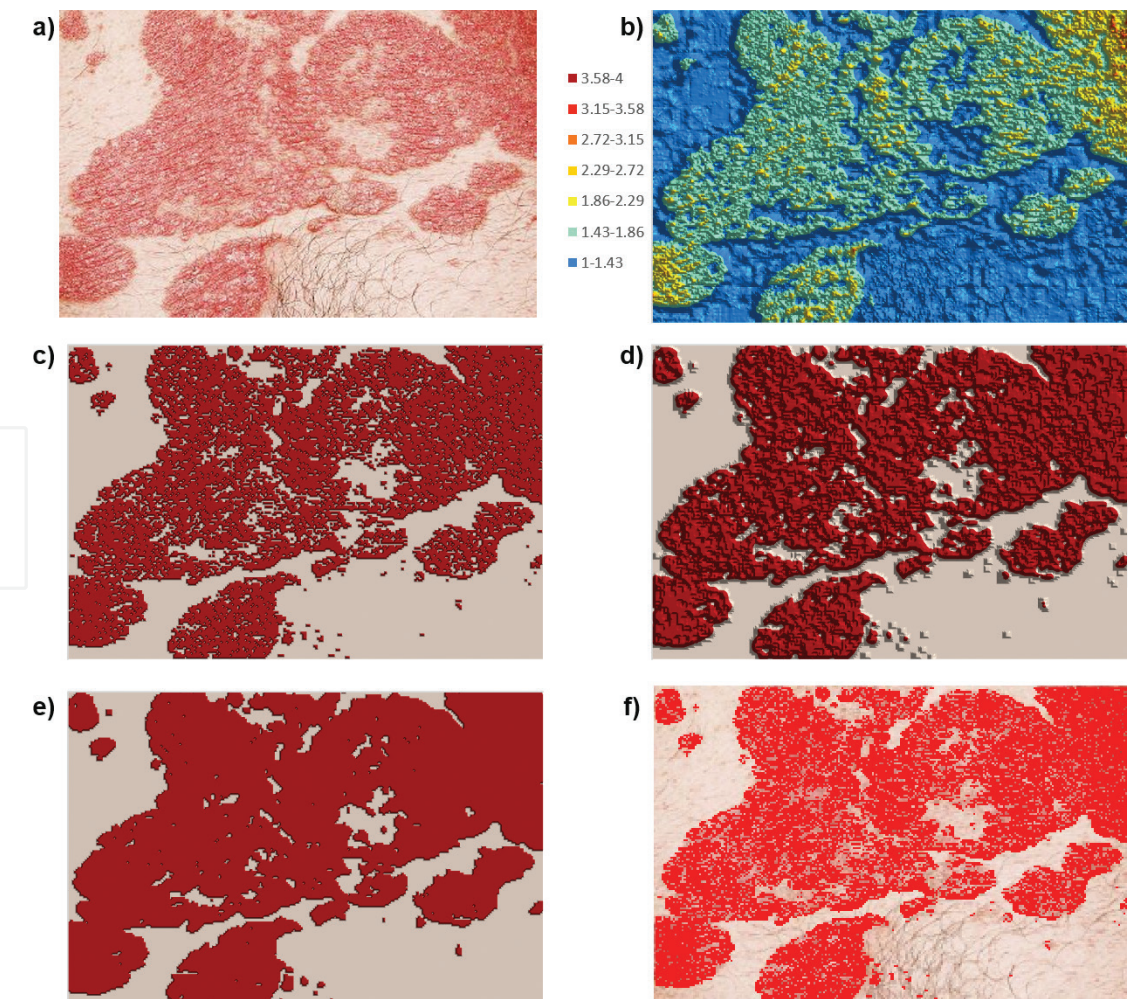 a)
b)
3.58-4
3.15-3.58
2.72-3.15
2.29-2.72
1.86-2.29
1.43-1.86
1-1.43
c)
d)
e)
f)